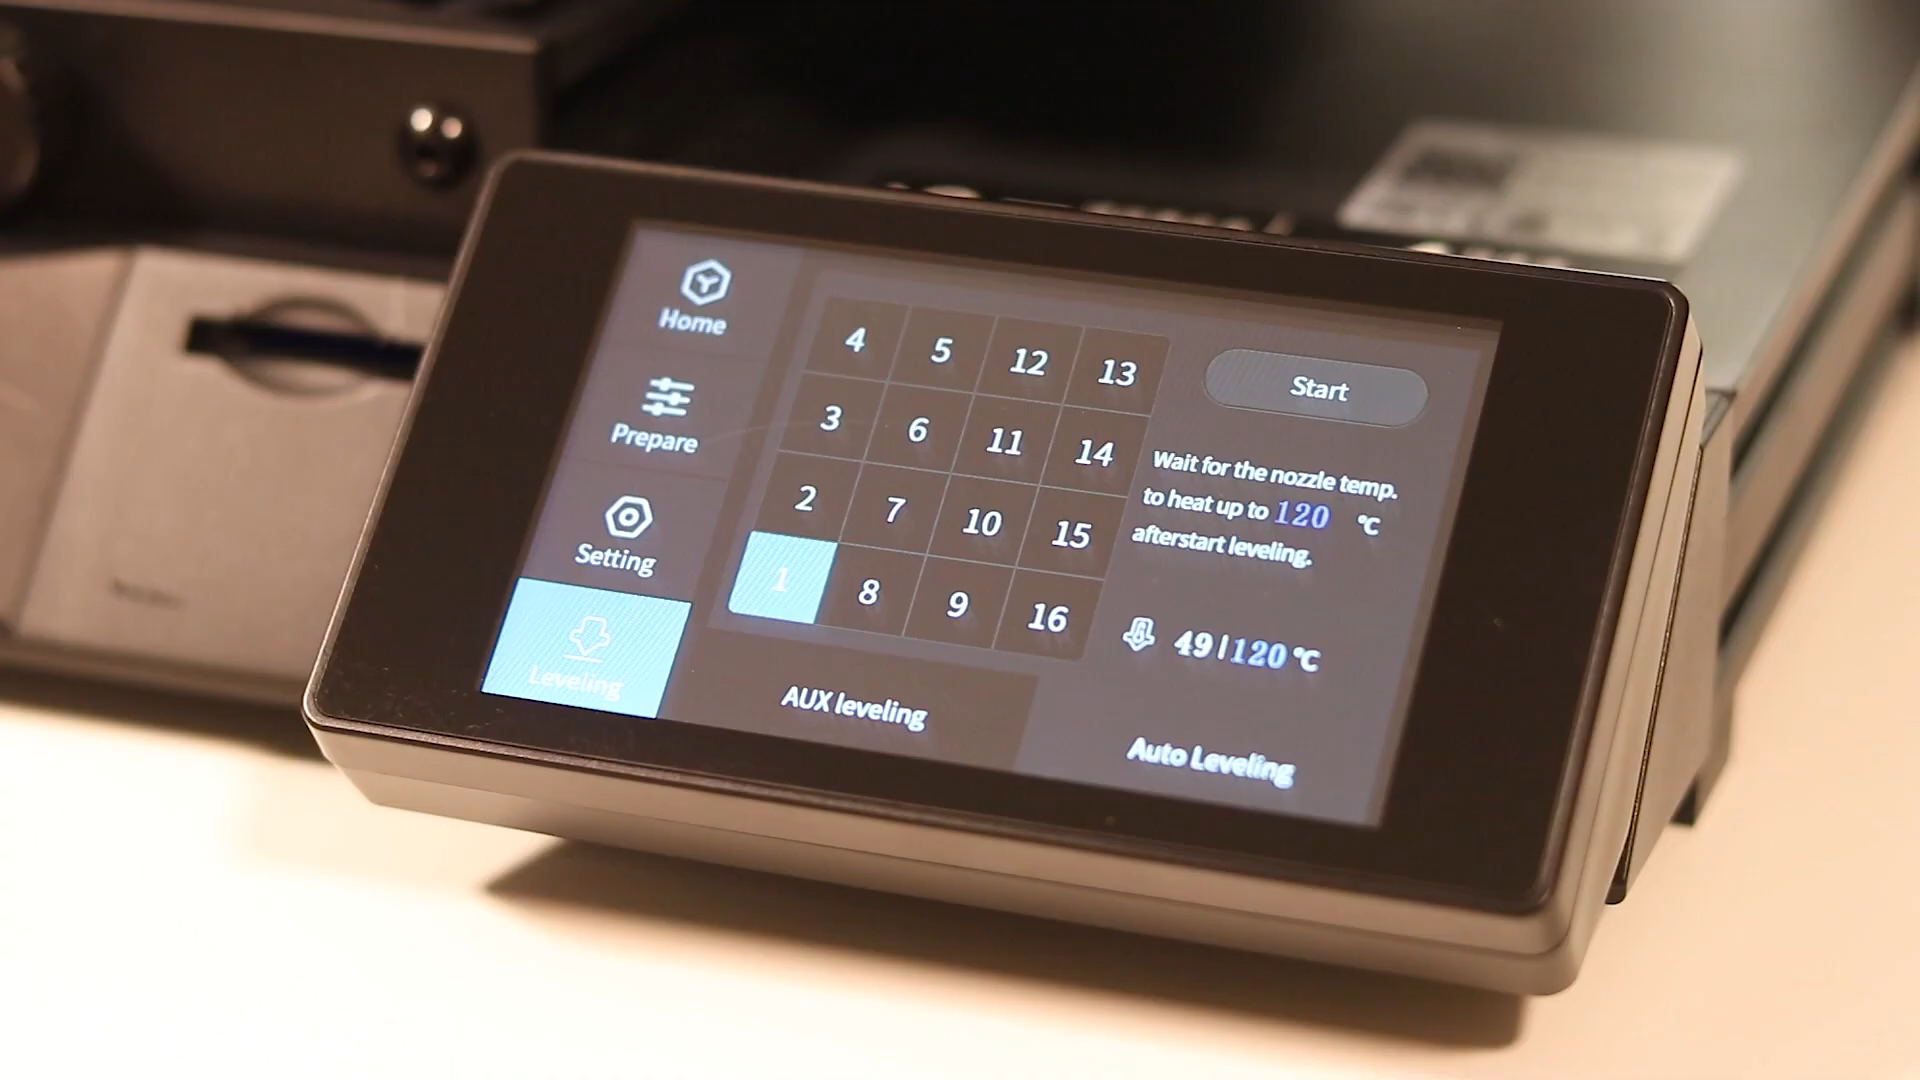 Home
Prepare
Setting
Leveling
4 5 12 13
3 6 11 14
2 7 10 15
1 8 9 16
AUX leveling
Start
Wait for the nozzle temp.
to heat up to 120 °C
afterstart leveling.
49|120 °C
Auto Leveling